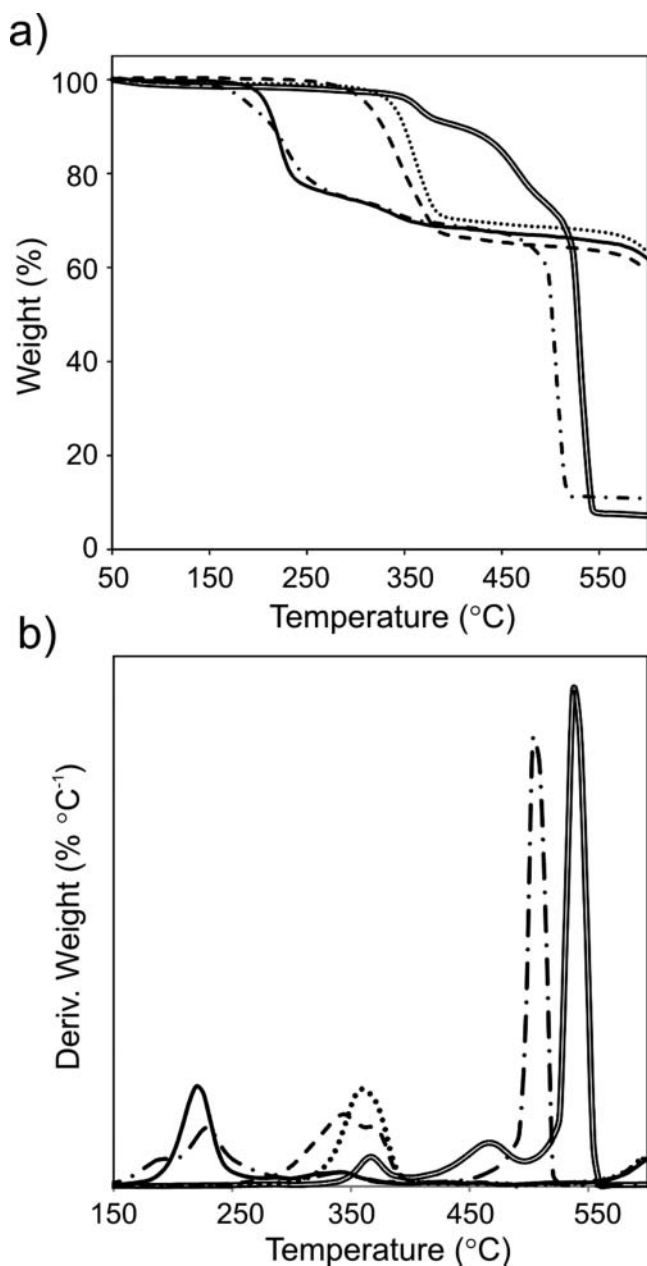 a)
100
80
60
40
20
0
Weight (%)
50 150 250 350 450 550
Temperature (°C)
b)
Deriv. Weight (% °C⁻¹)
150 250 350 450 550
Temperature (°C)